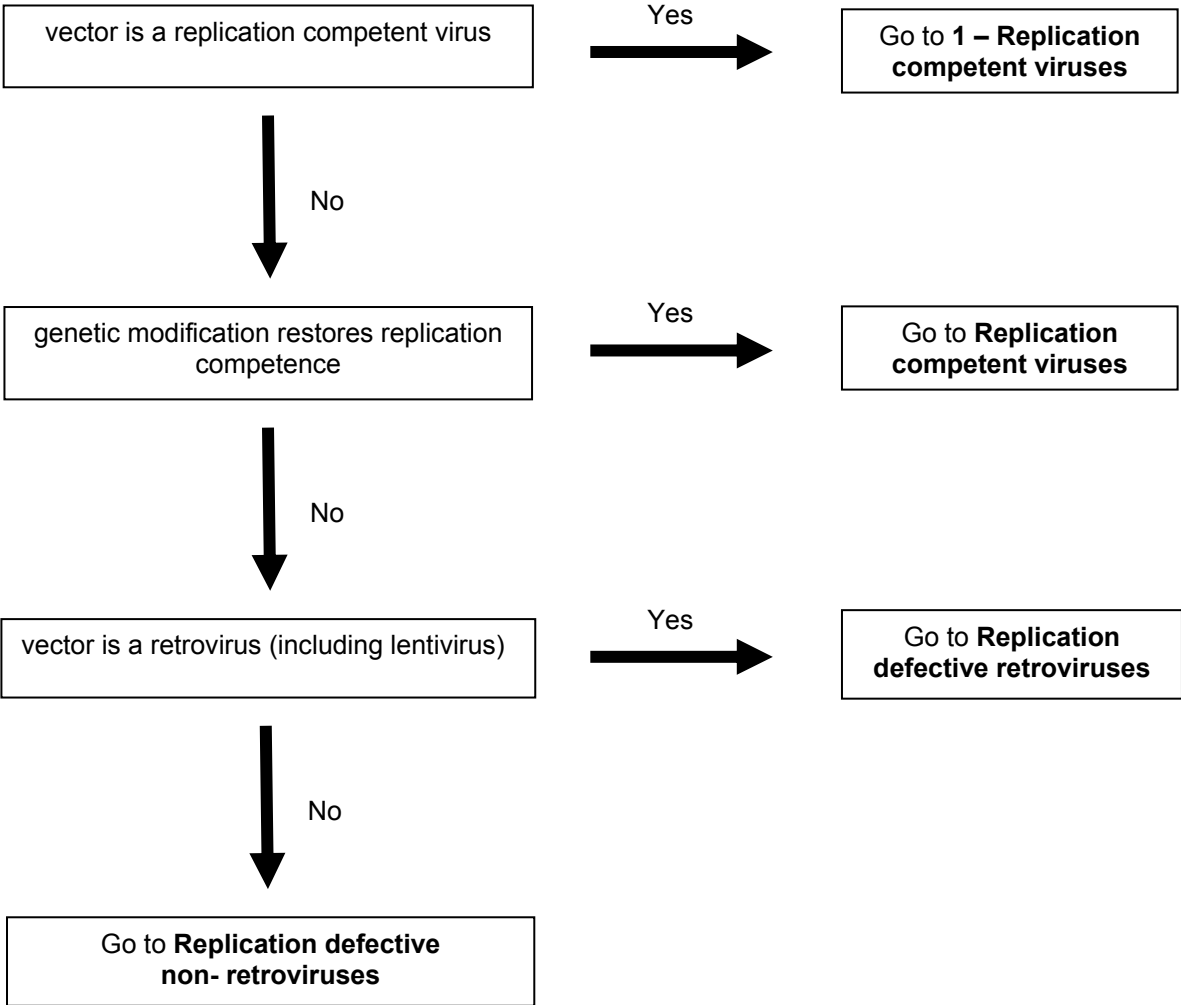 vector is a replication competent virus
Yes
Go to 1 – Replication
competent viruses
No
genetic modification restores replication
competence
Yes
Go to Replication
competent viruses
No
vector is a retrovirus (including lentivirus)
Yes
Go to Replication
defective retroviruses
No
Go to Replication defective
non- retroviruses